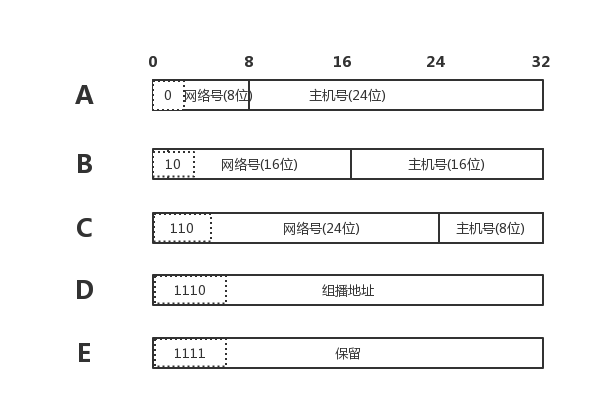 0 8 16 24 32
A 0 网络号(8位) 主机号(24位)
B 10 网络号(16位) 主机号(16位)
C 110 网络号(24位) 主机号(8位)
D 1110 组播地址
E 1111 保留